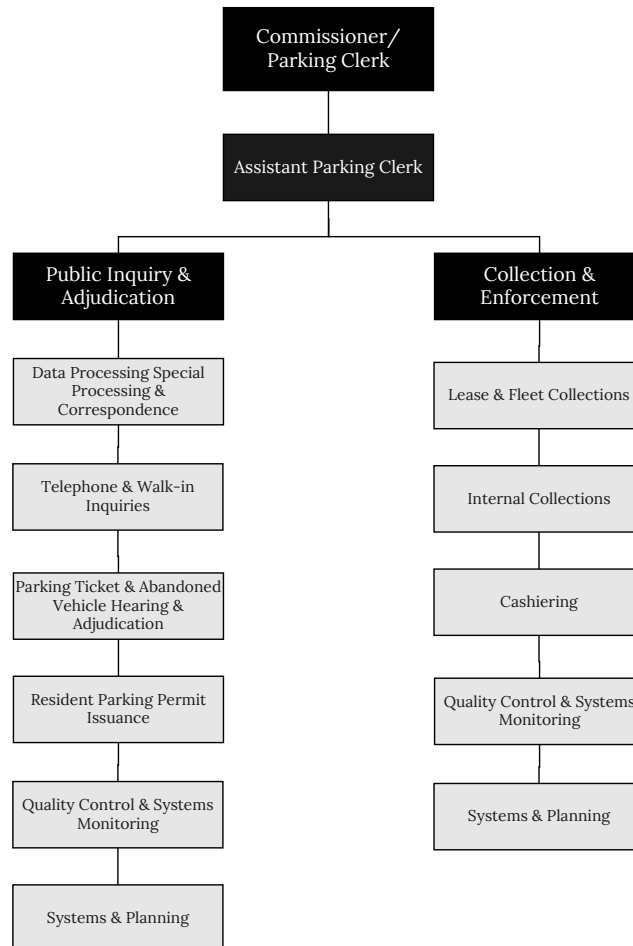 Commissioner/
Parking Clerk
Assistant Parking Clerk
Public Inquiry &
Adjudication
Data Processing Special
Processing &
Correspondence
Telephone & Walk-in
Inquiries
Parking Ticket & Abandoned
Vehicle Hearing &
Adjudication
Resident Parking Permit
Issuance
Quality Control & Systems
Monitoring
Systems & Planning
Collection &
Enforcement
Lease & Fleet Collections
Internal Collections
Cashiering
Quality Control & Systems
Monitoring
Systems & Planning